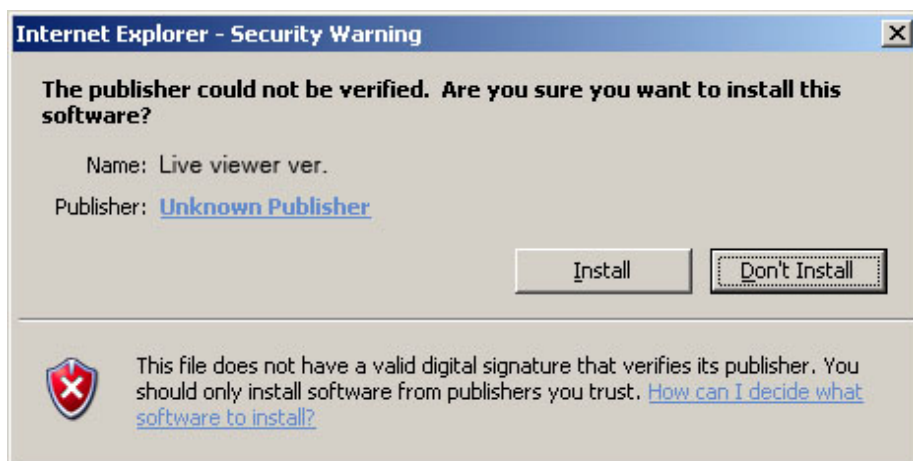 Internet Explorer - Security Warning
The publisher could not be verified.  Are you sure you want to install this
software?
Name: Live viewer ver.
Publisher: Unknown Publisher
Install Don't Install
This file does not have a valid digital signature that verifies its publisher. You
should only install software from publishers you trust. How can I decide what
software to install?